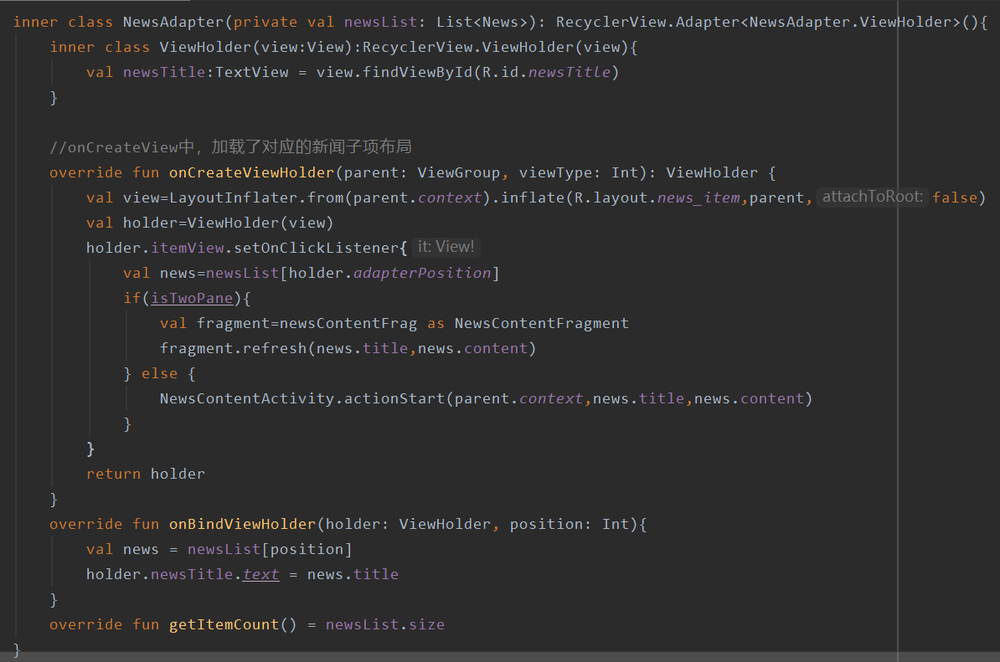 inner class NewsAdapter(private val newsList: List<News>): RecyclerView.Adapter<NewsAdapter.ViewHolder>(){
    inner class ViewHolder(view:View):RecyclerView.ViewHolder(view){
        val newsTitle:TextView = view.findViewById(R.id.newsTitle)
    }

    //onCreateView中，加载了对应的新闻子项布局
    override fun onCreateViewHolder(parent: ViewGroup, viewType: Int): ViewHolder {
        val view=LayoutInflater.from(parent.context).inflate(R.layout.news_item,parent, attachToRoot: false)
        val holder=ViewHolder(view)
        holder.itemView.setOnClickListener{ it: View!
            val news=newsList[holder.adapterPosition]
            if(isTwoPane){
                val fragment=newsContentFrag as NewsContentFragment
                fragment.refresh(news.title,news.content)
            } else {
                NewsContentActivity.actionStart(parent.context,news.title,news.content)
            }
        }
        return holder
    }
    override fun onBindViewHolder(holder: ViewHolder, position: Int){
        val news = newsList[position]
        holder.newsTitle.text = news.title
    }
    override fun getItemCount() = newsList.size
}